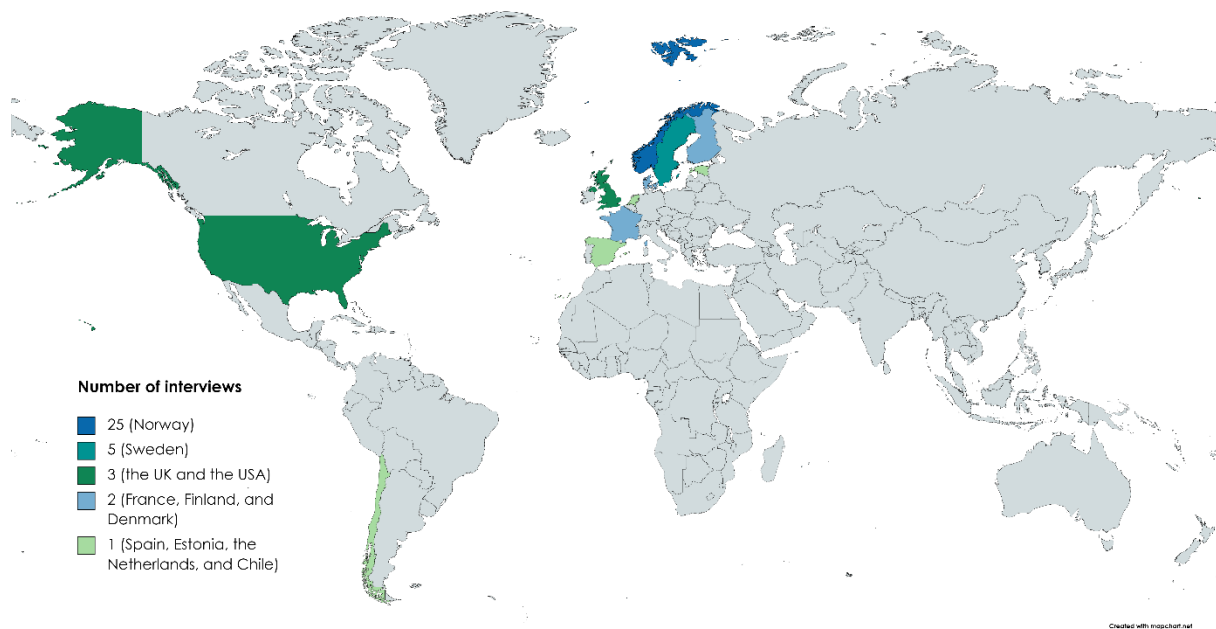 Number of interviews
25 (Norway)
5 (Sweden)
3 (the UK and the USA)
2 (France, Finland, and
Denmark)
1 (Spain, Estonia, the
Netherlands, and Chile)
Created with mapchart.net